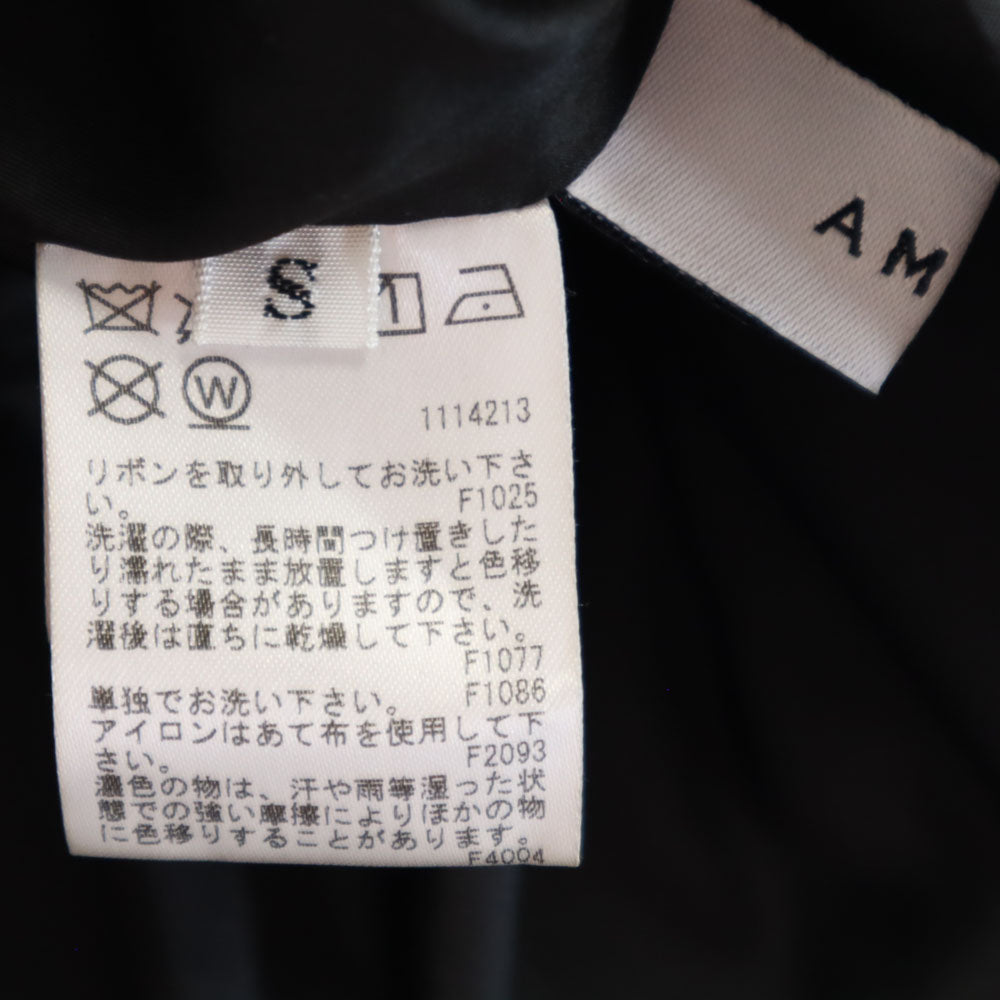 AM
S
W
1114213
リボンを取り外してお洗い下さ
い。
F1025
洗濯の際、長時間つけ置きした
り濡れたまま放置しますと色移
りする場合がありますので、洗
濯後は直ちに乾燥して下さい。
F1077
F1086
単独でお洗い下さい。
アイロンはあて布を使用して下
さい。
F2093
濃色の物は、汗や雨等湿った状
態での強い摩擦によりほかの物
に色移りすることがあります。
F4004